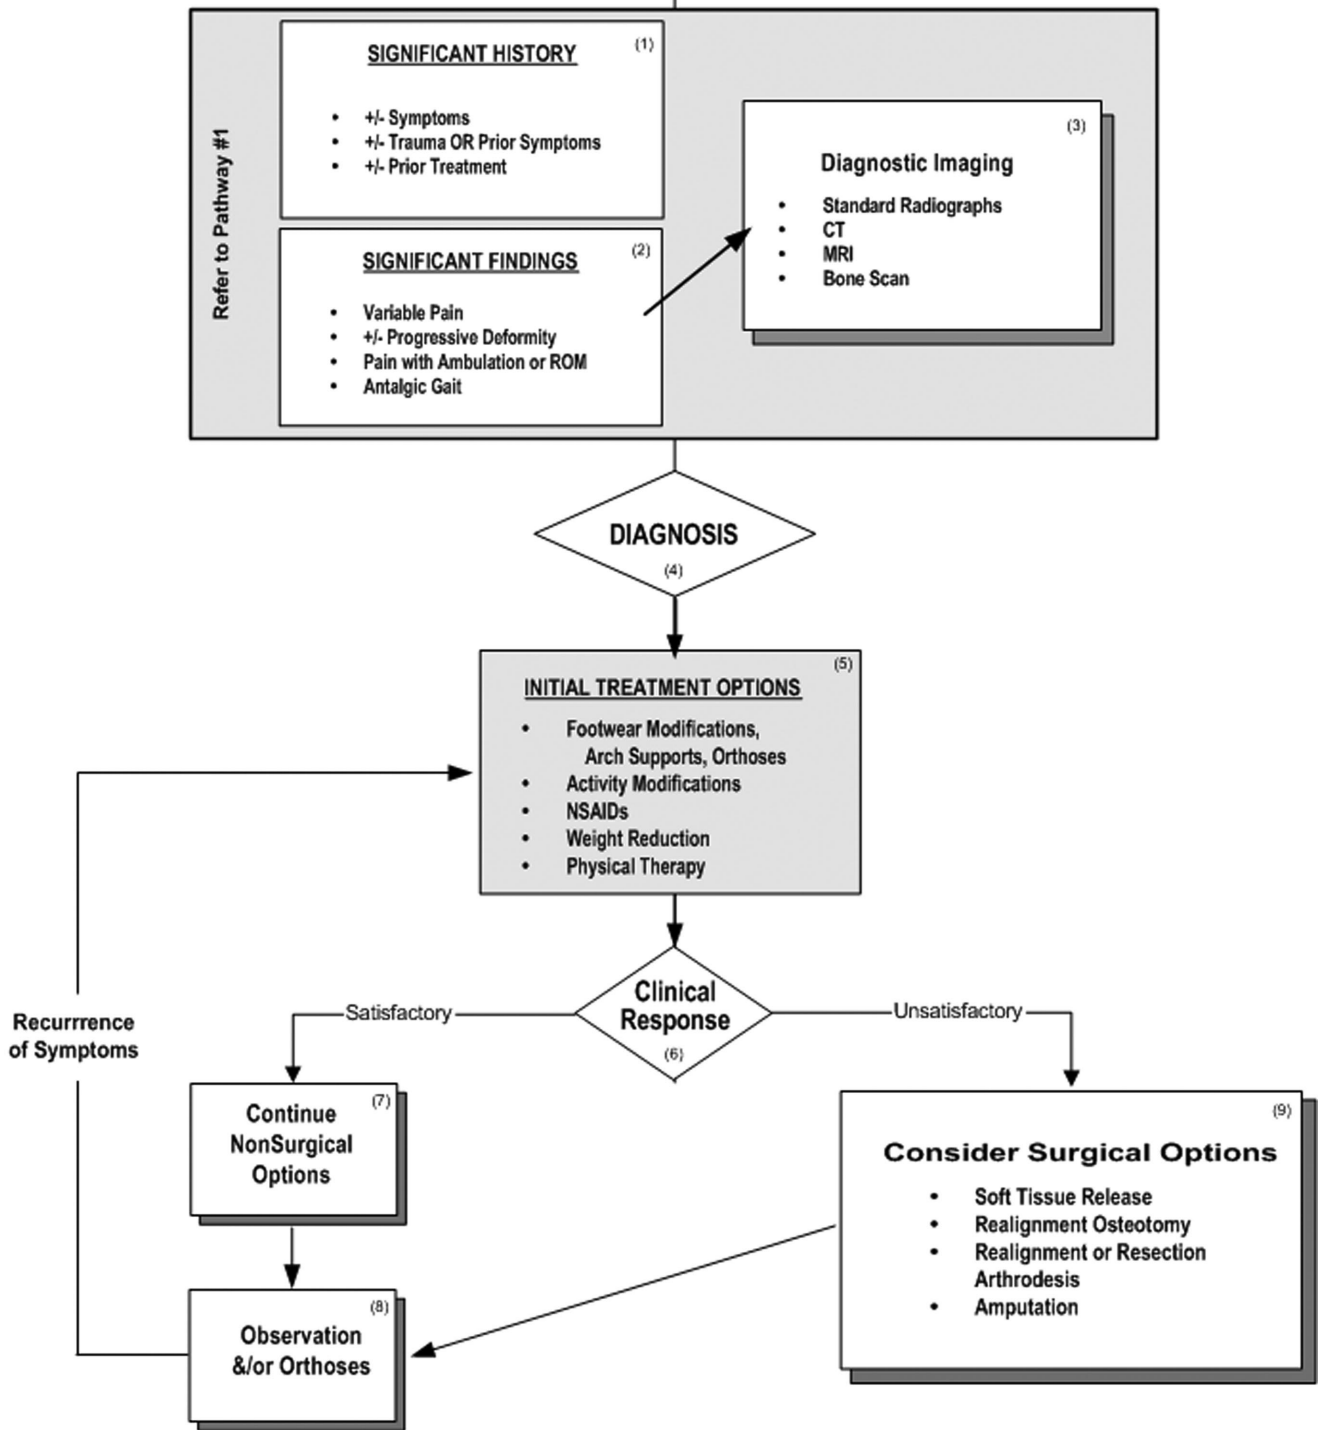 Refer to Pathway #1
(1)
SIGNIFICANT HISTORY
• +/- Symptoms
• +/- Trauma OR Prior Symptoms
• +/- Prior Treatment
(2)
SIGNIFICANT FINDINGS
• Variable Pain
• +/- Progressive Deformity
• Pain with Ambulation or ROM
• Antalgic Gait
(3)
Diagnostic Imaging
• Standard Radiographs
• CT
• MRI
• Bone Scan
DIAGNOSIS
(4)
(5)
INITIAL TREATMENT OPTIONS
• Footwear Modifications,
Arch Supports, Orthoses
• Activity Modifications
• NSAIDs
• Weight Reduction
• Physical Therapy
Clinical
Response
(6)
Satisfactory
Unsatisfactory
Recurrrence
of Symptoms
(7)
Continue
NonSurgical
Options
(8)
Observation
&/or Orthoses
(9)
Consider Surgical Options
• Soft Tissue Release
• Realignment Osteotomy
• Realignment or Resection
Arthrodesis
• Amputation